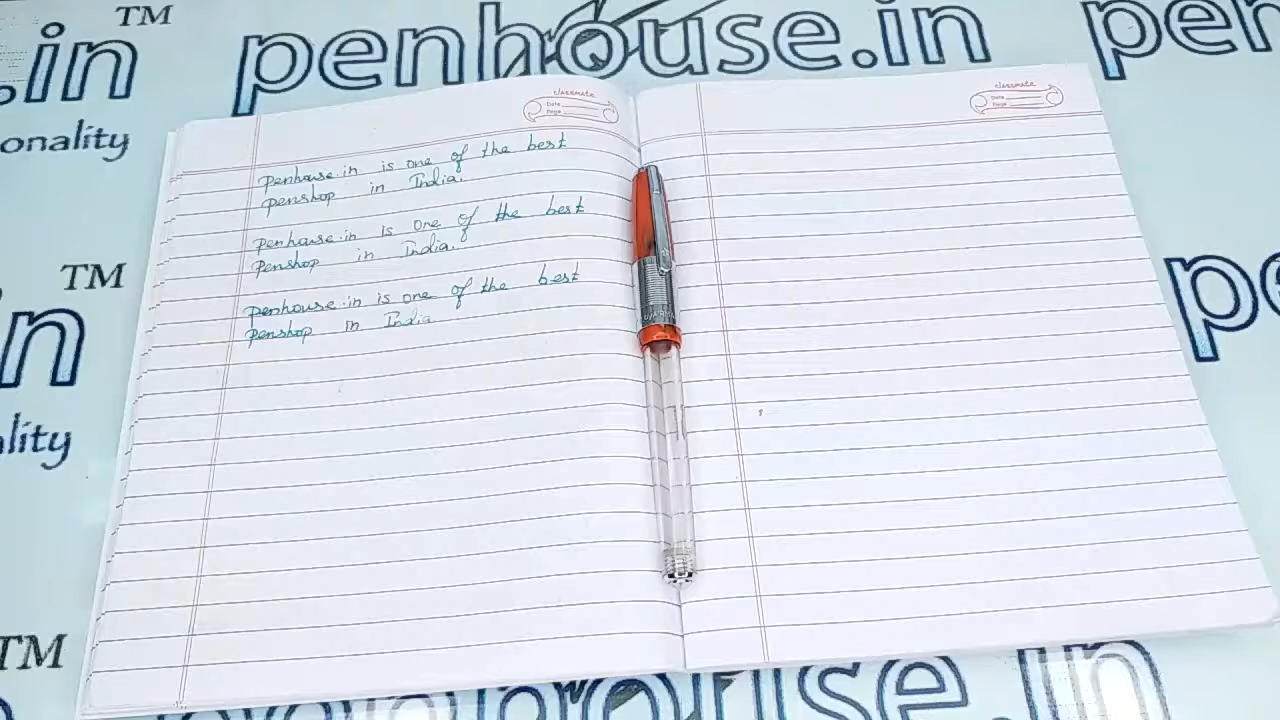 TM
.in penhouse.in pen
onality
classmate
Date
Page
classmate
Date
Page
Penhouse.in is one of the best
penshop in India.
Penhouse.in is one of the best
Penshop in India.
Penhouse.in is one of the best
Penshop in India
TM
in
po
ality
TM
penhouse.in